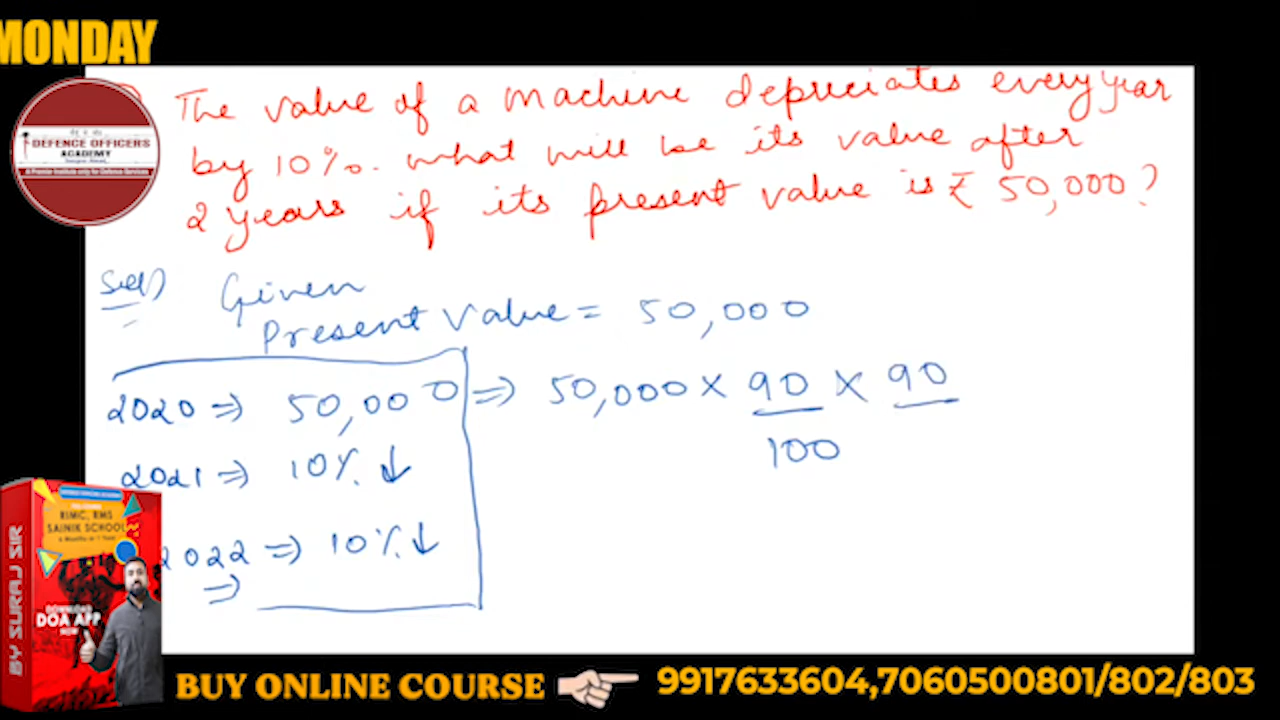 MONDAY
DEFENCE OFFICERS
ACADEMY
The value of a machine depreciates every year
by 10%. what will be its value after
2 years if its present value is ₹ 50,000?
Sol)
Given
Present value = 50,000
2020 ⇒ 50,000 ⇒ 50,000 × 90 × 90
100
2021 ⇒ 10% ↓
2022 ⇒ 10% ↓
⇒
RIMC, RMS
SAINIK SCHOOL
DOWNLOAD
DOA APP
NOW
BY SURAJ SIR
BUY ONLINE COURSE 9917633604,7060500801/802/803